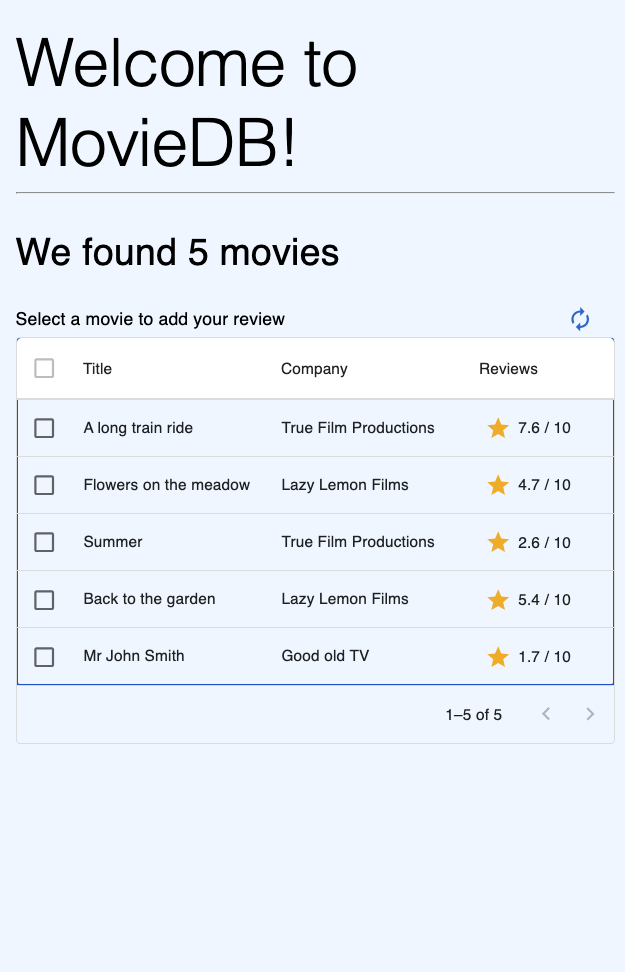 Welcome to
MovieDB!
We found 5 movies
Select a movie to add your review
Title Company Reviews
A long train ride True Film Productions 7.6 / 10
Flowers on the meadow Lazy Lemon Films 4.7 / 10
Summer True Film Productions 2.6 / 10
Back to the garden Lazy Lemon Films 5.4 / 10
Mr John Smith Good old TV 1.7 / 10
1–5 of 5